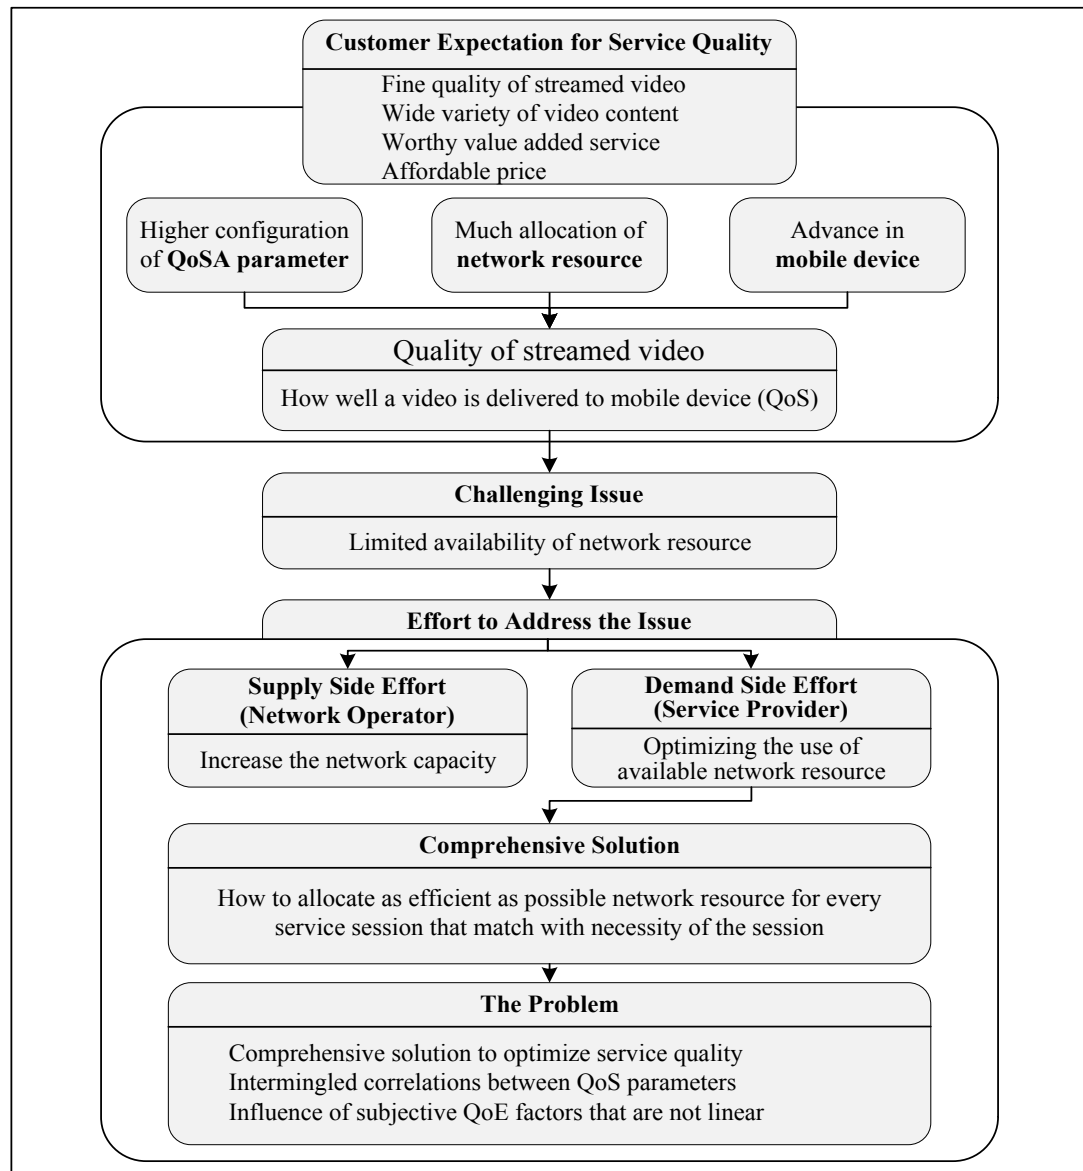 Customer Expectation for Service Quality
Fine quality of streamed video
Wide variety of video content
Worthy value added service
Affordable price
Higher configuration
of QoSA parameter
Much allocation of
network resource
Advance in
mobile device
Quality of streamed video
How well a video is delivered to mobile device (QoS)
Challenging Issue
Limited availability of network resource
Effort to Address the Issue
Supply Side Effort
(Network Operator)
Increase the network capacity
Demand Side Effort
(Service Provider)
Optimizing the use of
available network resource
Comprehensive Solution
How to allocate as efficient as possible network resource for every
service session that match with necessity of the session
The Problem
Comprehensive solution to optimize service quality
Intermingled correlations between QoS parameters
Influence of subjective QoE factors that are not linear